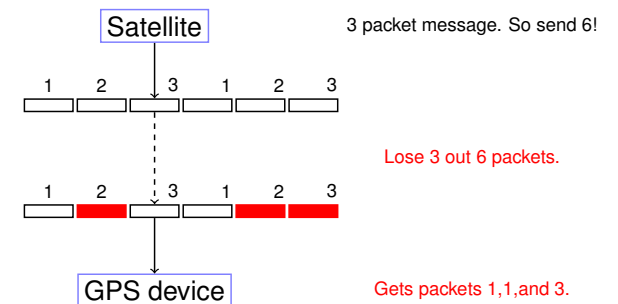 Satellite
3 packet message. So send 6!
1 2 3 1 2 3
Lose 3 out 6 packets.
1 2 3 1 2 3
GPS device
Gets packets 1,1,and 3.